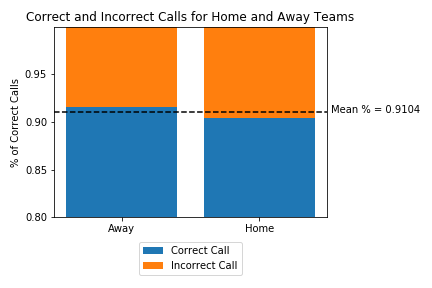 Correct and Incorrect Calls for Home and Away Teams
% of Correct Calls
0.95
0.90
0.85
0.80
Mean % = 0.9104
Away
Home
Correct Call
Incorrect Call